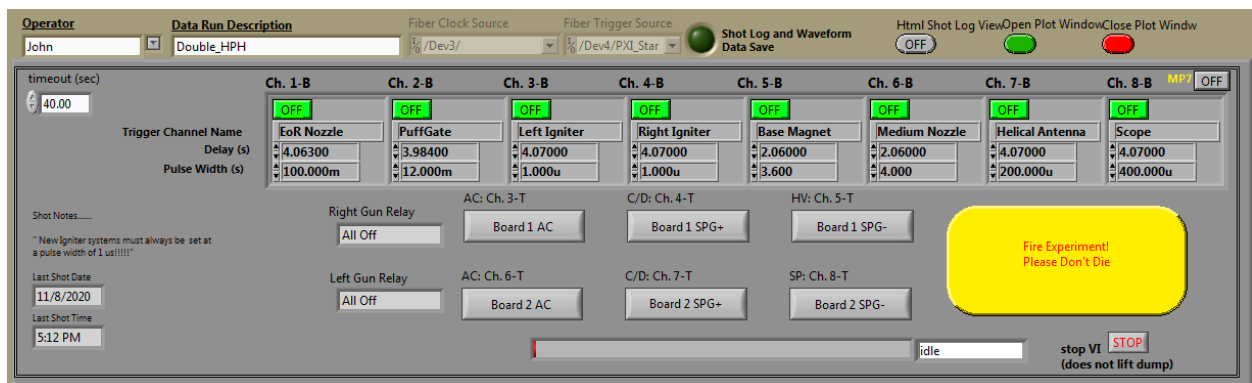 Operator
Data Run Description
Fiber Clock Source
Fiber Trigger Source
Shot Log and Waveform
Data Save
Html Shot Log View
Open Plot Window
Close Plot Windw
John
Double_HPH
/Dev3/
/Dev4/PXI_Star
OFF
timeout (sec)
40.00
Ch. 1-B Ch. 2-B Ch. 3-B Ch. 4-B Ch. 5-B Ch. 6-B Ch. 7-B Ch. 8-B MP7 OFF
OFF OFF OFF OFF OFF OFF OFF OFF
Trigger Channel Name EoR Nozzle PuffGate Left Igniter Right Igniter Base Magnet Medium Nozzle Helical Antenna Scope
Delay (s) 4.06300 3.98400 4.07000 4.07000 2.06000 2.06000 4.07000 4.07000
Pulse Width (s) 100.000m 12.000m 1.000u 1.000u 3.600 4.000 200.000u 400.000u
Shot Notes......
" New Igniter systems must always be set at
a pulse width of 1 us!!!!!"
Last Shot Date
11/8/2020
Last Shot Time
5:12 PM
Right Gun Relay
All Off
AC: Ch. 3-T C/D: Ch. 4-T HV: Ch. 5-T
Board 1 AC Board 1 SPG+ Board 1 SPG-
Left Gun Relay
All Off
AC: Ch. 6-T C/D: Ch. 7-T SP: Ch. 8-T
Board 2 AC Board 2 SPG+ Board 2 SPG-
Fire Experiment!
Please Don't Die
idle
stop VI STOP
(does not lift dump)